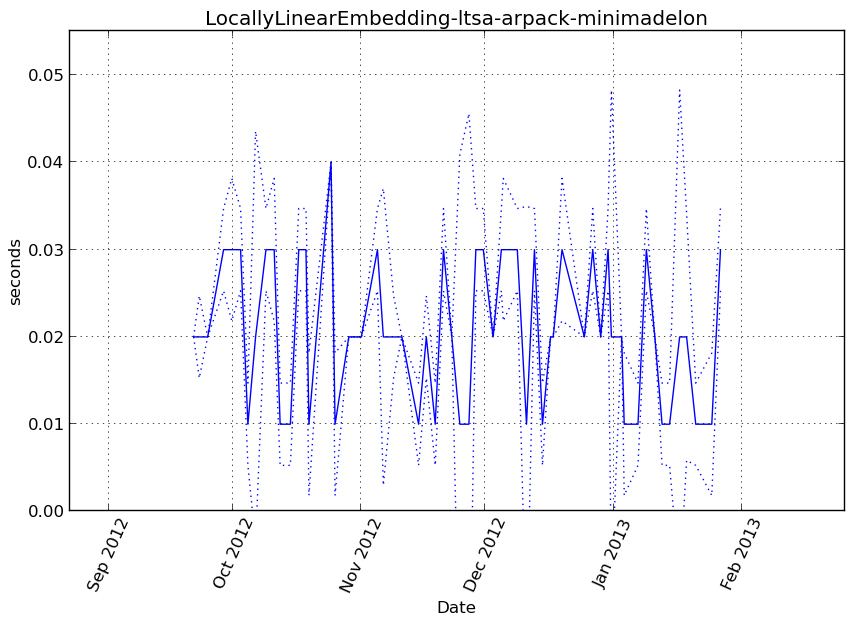 LocallyLinearEmbedding-ltsa-arpack-minimadelon
0.05
0.04
0.03
0.02
0.01
0.00
seconds
Sep 2012
Oct 2012
Nov 2012
Dec 2012
Jan 2013
Feb 2013
Date